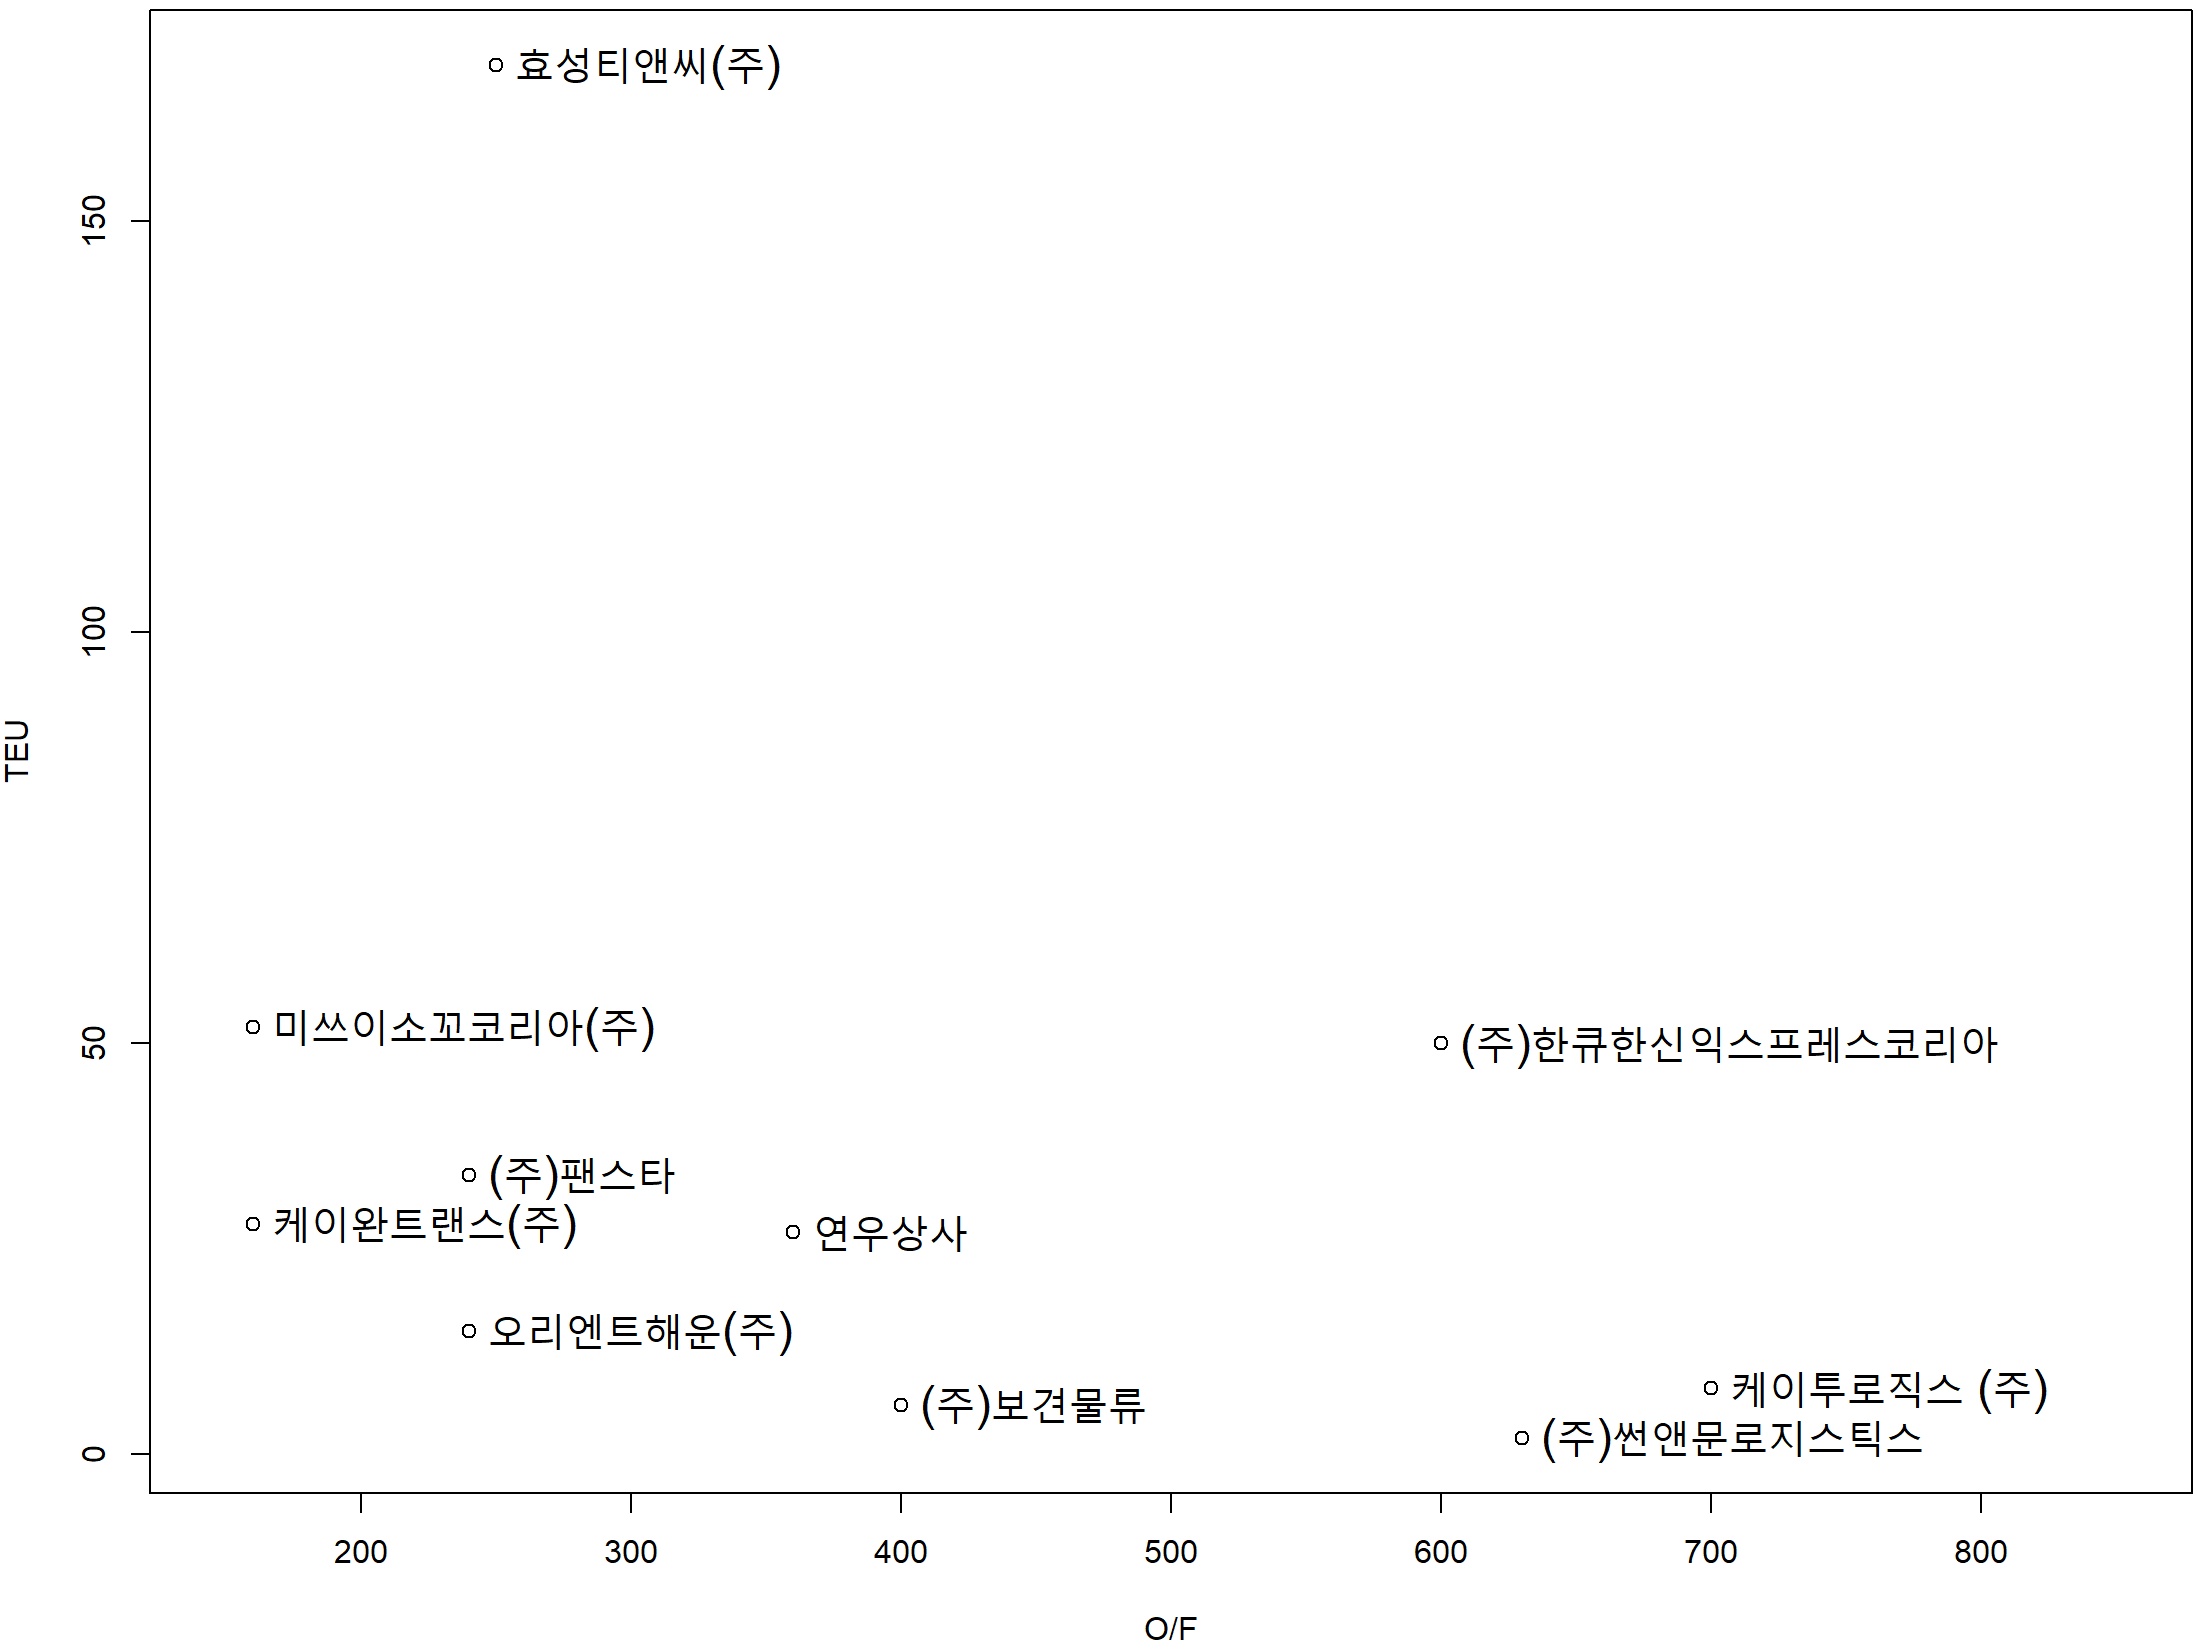 효성티앤씨(주)
150
100
TEU
미쓰이소꼬코리아(주)
50
(주)한큐한신익스프레스코리아
(주)팬스타
케이완트랜스(주)
연우상사
오리엔트해운(주)
케이투로직스 (주)
(주)보견물류
(주)썬앤문로지스틱스
0
200 300 400 500 600 700 800
O/F